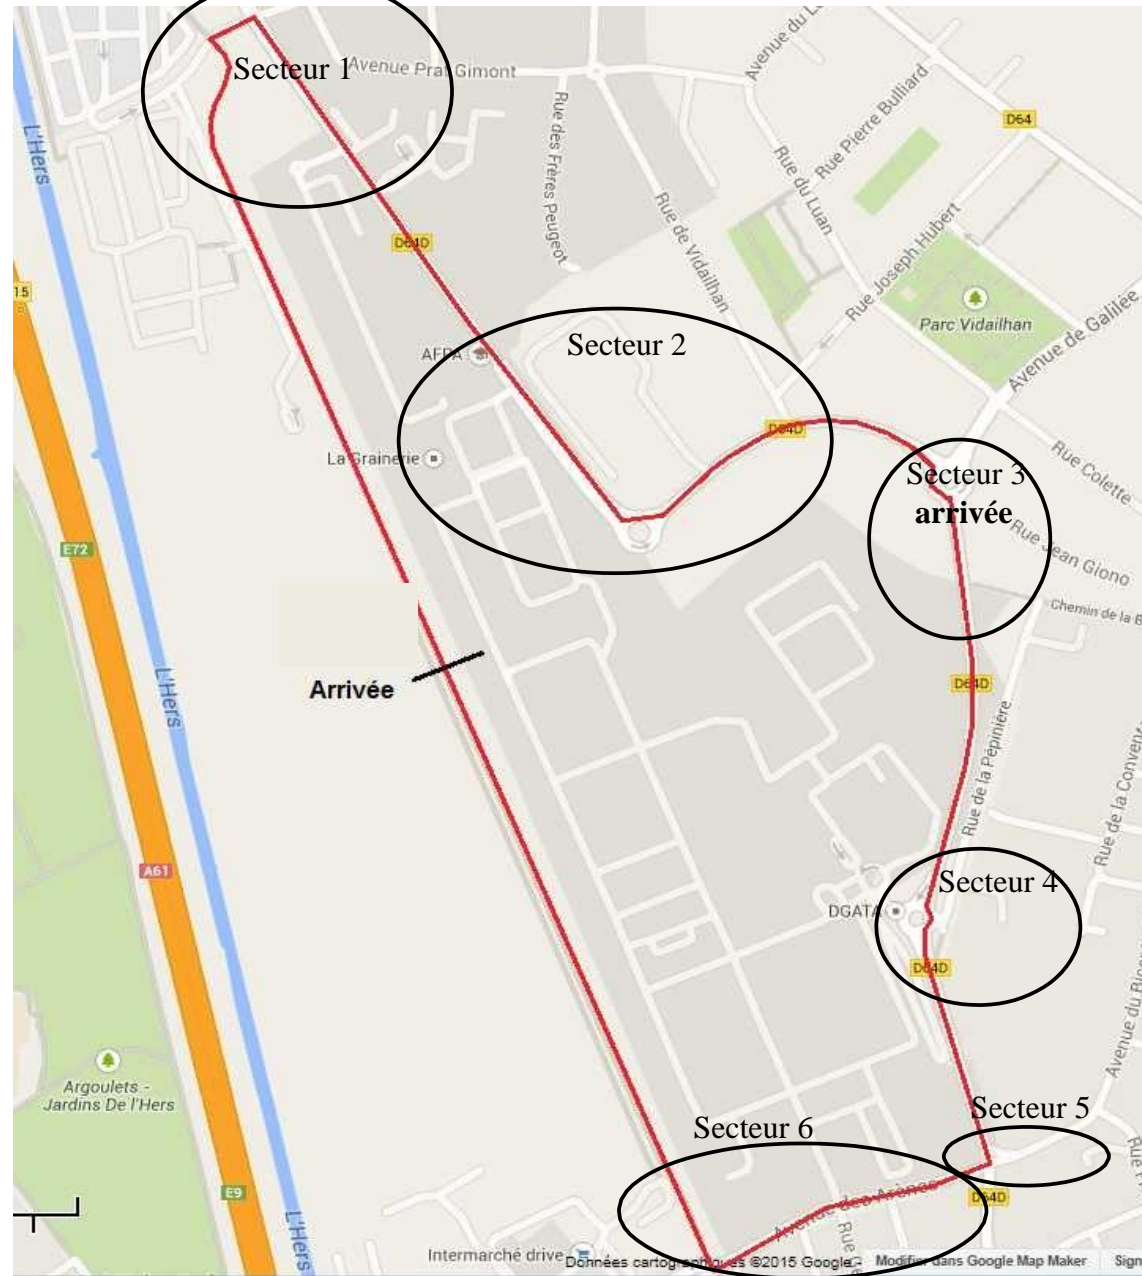 Secteur 1
Avenue Prat Gimont
Rue Pierre Bulliard
D64
L'Hers
Rue des Frères Peugeot
Rue du Luan
Rue de Vidailhan
Rue Joseph Hubert
D64D
15
Parc Vidailhan
Avenue de Galilée
AFPA
Secteur 2
D64D
La Grainerie
Secteur 3
arrivée
Rue Colette
Rue Jean Giono
E72
Chemin de la B
Arrivée
L'Hers
D64D
Rue de la Pépinière
Rue de la Convent
A61
Secteur 4
DGATA
D64D
Avenue du Bicen
Argoulets -
Jardins De l'Hers
Secteur 5
Secteur 6
E9
Avenue des Arènes
D64D
L'Hers
Intermarché drive
Données cartographiques ©2015 Google
Modifier dans Google Map Maker
Sign